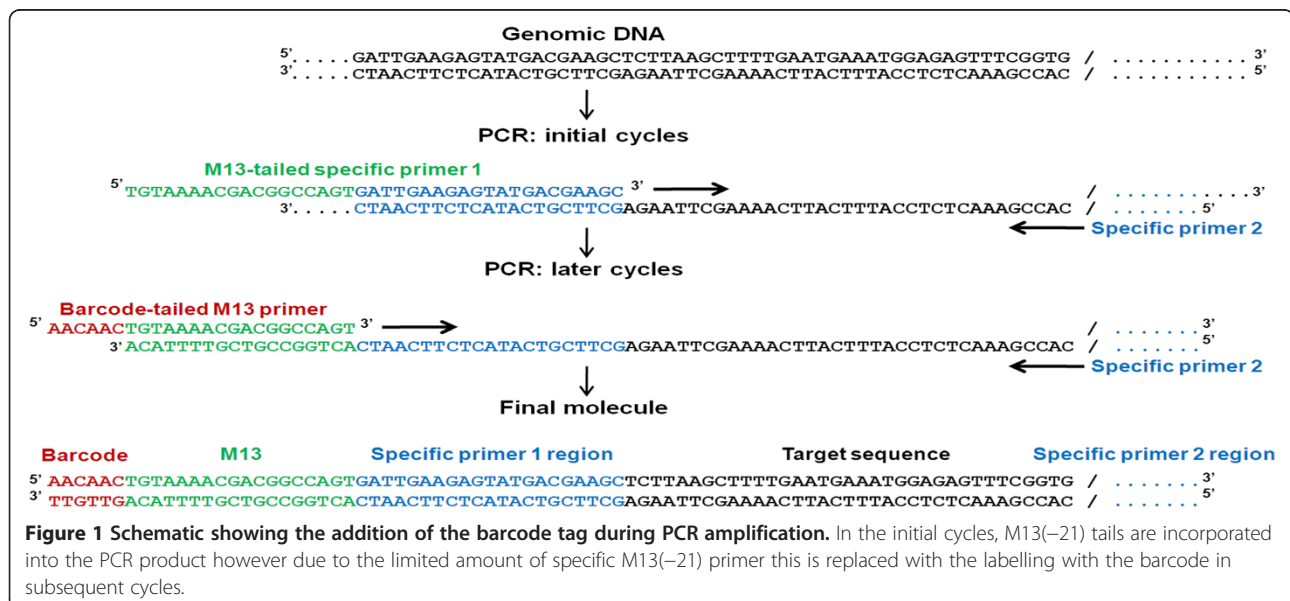 Genomic DNA
5' .....GATTGAAGAGTATGACGAAGCTCTTAAGCTTTTGAATGAAATGGAGAGTTTCGGTG / ........... 3'
3' .....CTAACTTCTCATACTGCTTCGAGAATTCGAAAACTTACTTTACCTCTCAAAGCCAC / ........... 5'
PCR: initial cycles
M13-tailed specific primer 1
5' TGTAAAACGACGGCCAGTGATTGAAGAGTATGACGAAGC 3' / ...........3'
3' .....CTAACTTCTCATACTGCTTCGAGAATTCGAAAACTTACTTTACCTCTCAAAGCCAC / ....... 5'
Specific primer 2
PCR: later cycles
Barcode-tailed M13 primer
5' AACAACTGTAAAACGACGGCCAGT 3' / ....... 3'
3' ACATTTTGCTGCCGGTCACTAACTTCTCATACTGCTTCGAGAATTCGAAAACTTACTTTACCTCTCAAAGCCAC / ....... 5'
Specific primer 2
Final molecule
Barcode M13 Specific primer 1 region Target sequence Specific primer 2 region
5' AACAACTGTAAAACGACGGCCAGTGATTGAAGAGTATGACGAAGCTCTTAAGCTTTTGAATGAAATGGAGAGTTTCGGTG / ....... 3'
3' TTGTTGACATTTTGCTGCCGGTCACTAACTTCTCATACTGCTTCGAGAATTCGAAAACTTACTTTACCTCTCAAAGCCAC / ....... 5'
Figure 1 Schematic showing the addition of the barcode tag during PCR amplification. In the initial cycles, M13(−21) tails are incorporated
into the PCR product however due to the limited amount of specific M13(−21) primer this is replaced with the labelling with the barcode in
subsequent cycles.